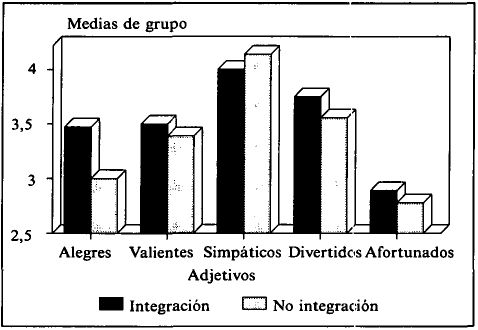 Medias de grupo
4
3,5
3
2,5
Alegres Valientes Simpáticos Divertidos Afortunados
Adjetivos
Integración No integración